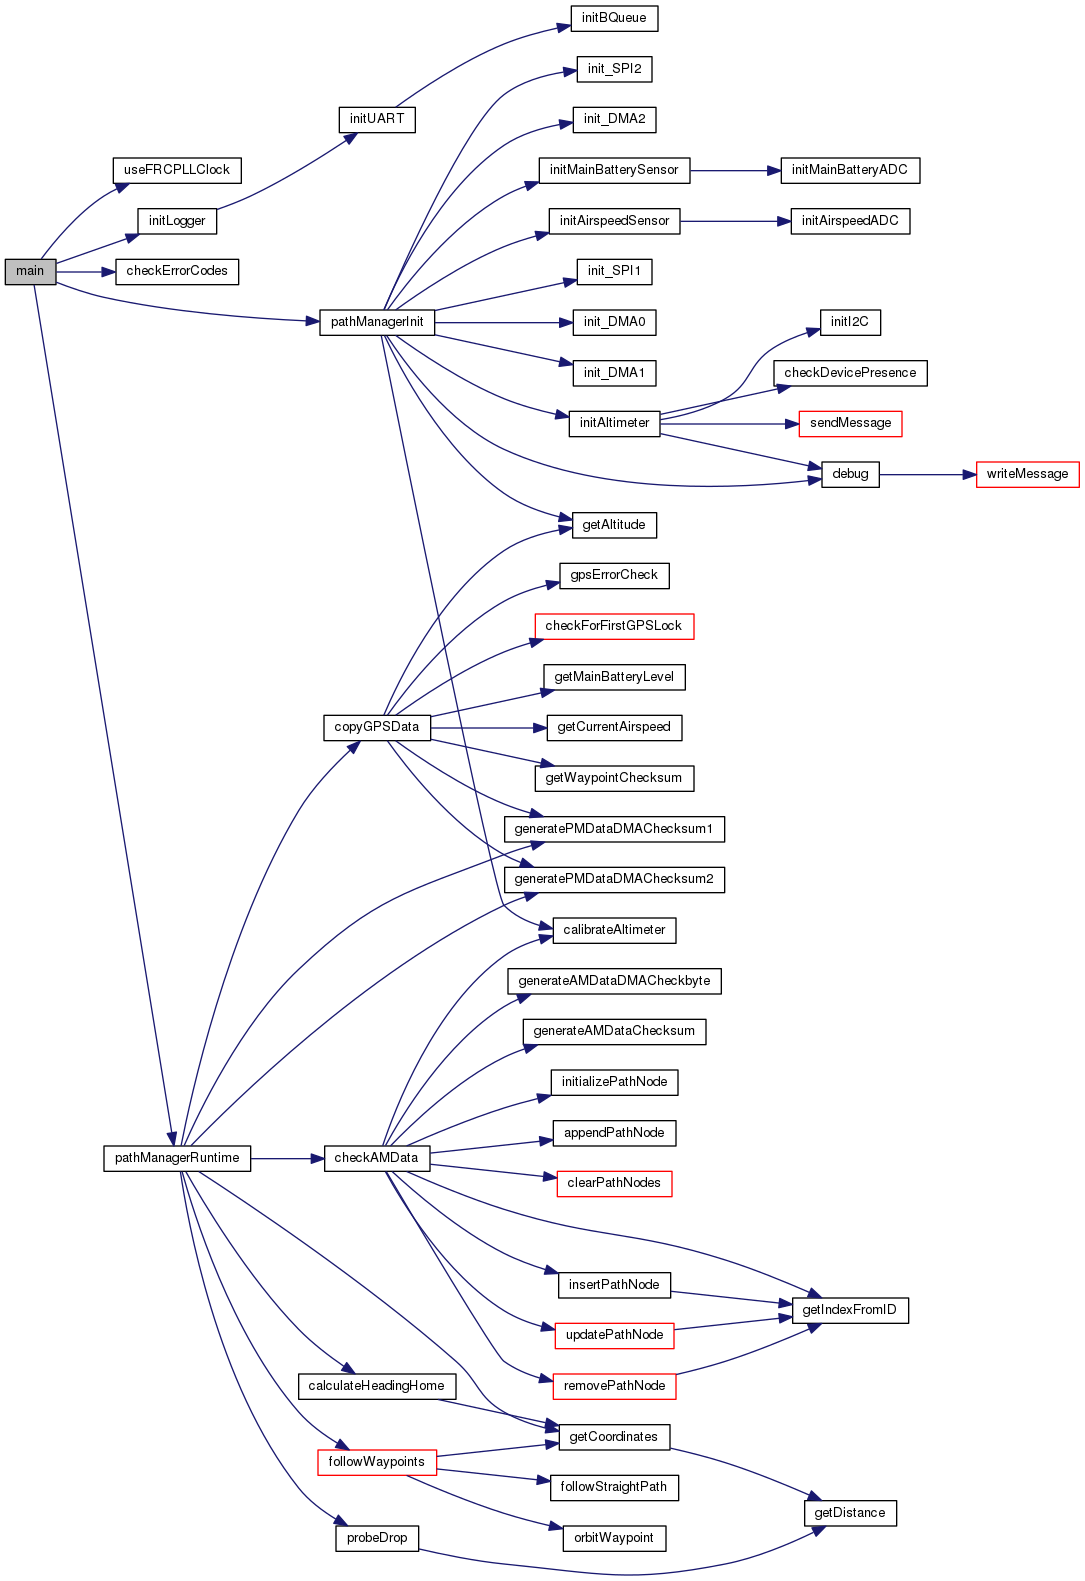 initBQueue
init_SPI2
initUART
init_DMA2
useFRCPLLClock
initMainBatterySensor
initMainBatteryADC
initLogger
initAirspeedSensor
initAirspeedADC
main
checkErrorCodes
init_SPI1
pathManagerInit
init_DMA0
initI2C
init_DMA1
checkDevicePresence
initAltimeter
sendMessage
debug
writeMessage
getAltitude
gpsErrorCheck
checkForFirstGPSLock
getMainBatteryLevel
copyGPSData
getCurrentAirspeed
getWaypointChecksum
generatePMDataDMAChecksum1
generatePMDataDMAChecksum2
calibrateAltimeter
generateAMDataDMACheckbyte
generateAMDataChecksum
initializePathNode
appendPathNode
pathManagerRuntime
checkAMData
clearPathNodes
insertPathNode
getIndexFromID
updatePathNode
calculateHeadingHome
removePathNode
getCoordinates
followWaypoints
followStraightPath
getDistance
probeDrop
orbitWaypoint